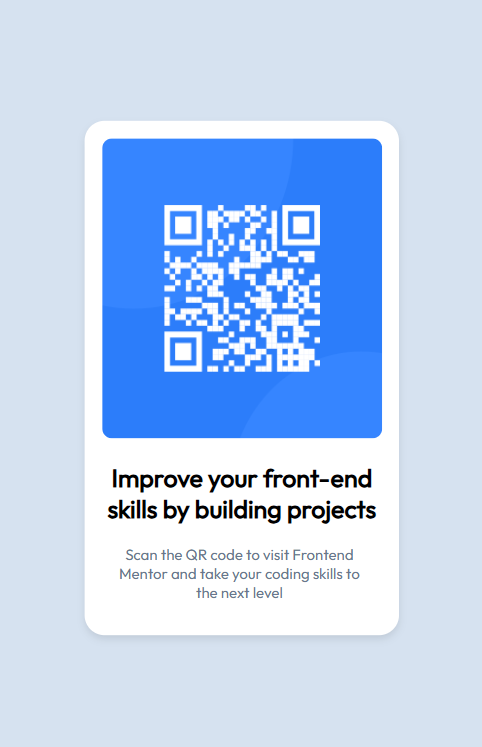 Improve your front-end
skills by building projects
Scan the QR code to visit Frontend
Mentor and take your coding skills to
the next level